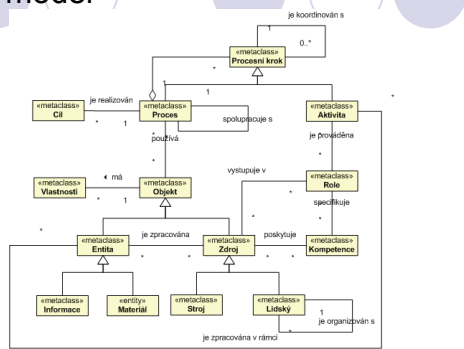 model
je koordinován s
1
0..*
«metaclass»
Procesní krok
*
1
1
*
«metaclass»
Cíl
je realizován
*
1
«metaclass»
Proces
spolupracuje s
«metaclass»
Aktivita
*
*
*
používá
je prováděna
*
*
«metaclass»
Vlastnosti
má
*
1
«metaclass»
Objekt
vystupuje v
«metaclass»
Role
*
*
specifikuje
*
«metaclass»
Entita
je zpracována
*
*
«metaclass»
Zdroj
poskytuje
*
*
«metaclass»
Kompetence
«metaclass»
Informace
«entity»
Materiál
«metaclass»
Stroj
«metaclass»
Lidský
1
je organizován s
*
je zpracována v rámci